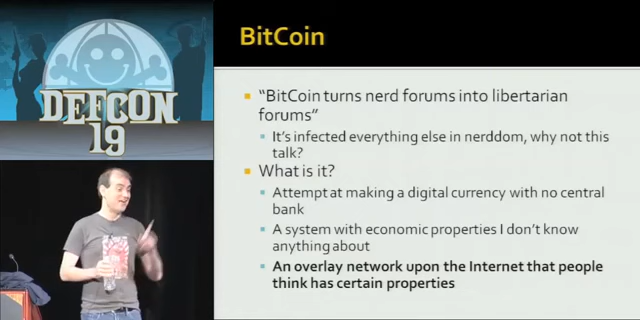 BitCoin
"BitCoin turns nerd forums into libertarian
forums"
It's infected everything else in nerddom, why not this
talk?
What is it?
Attempt at making a digital currency with no central
bank
A system with economic properties I don't know
anything about
An overlay network upon the Internet that people
think has certain properties
DEFCON
19